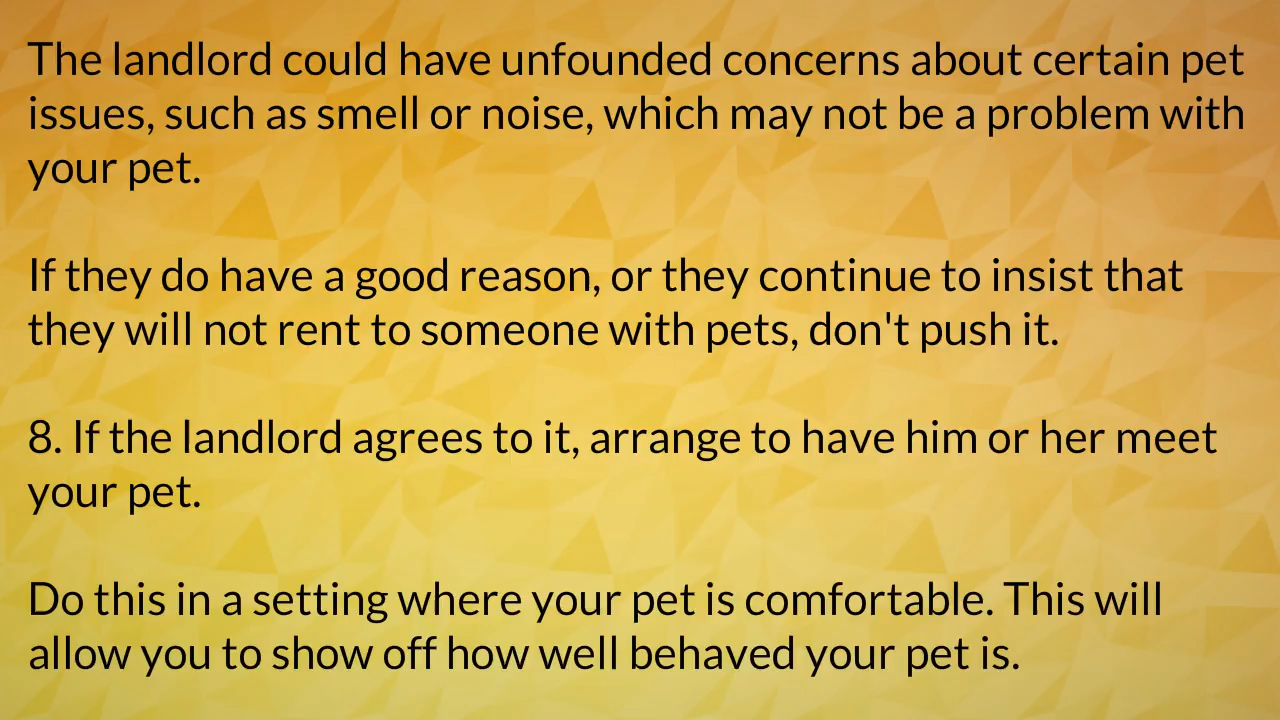 The landlord could have unfounded concerns about certain pet
issues, such as smell or noise, which may not be a problem with
your pet.
If they do have a good reason, or they continue to insist that
they will not rent to someone with pets, don't push it.
8. If the landlord agrees to it, arrange to have him or her meet
your pet.
Do this in a setting where your pet is comfortable. This will
allow you to show off how well behaved your pet is.